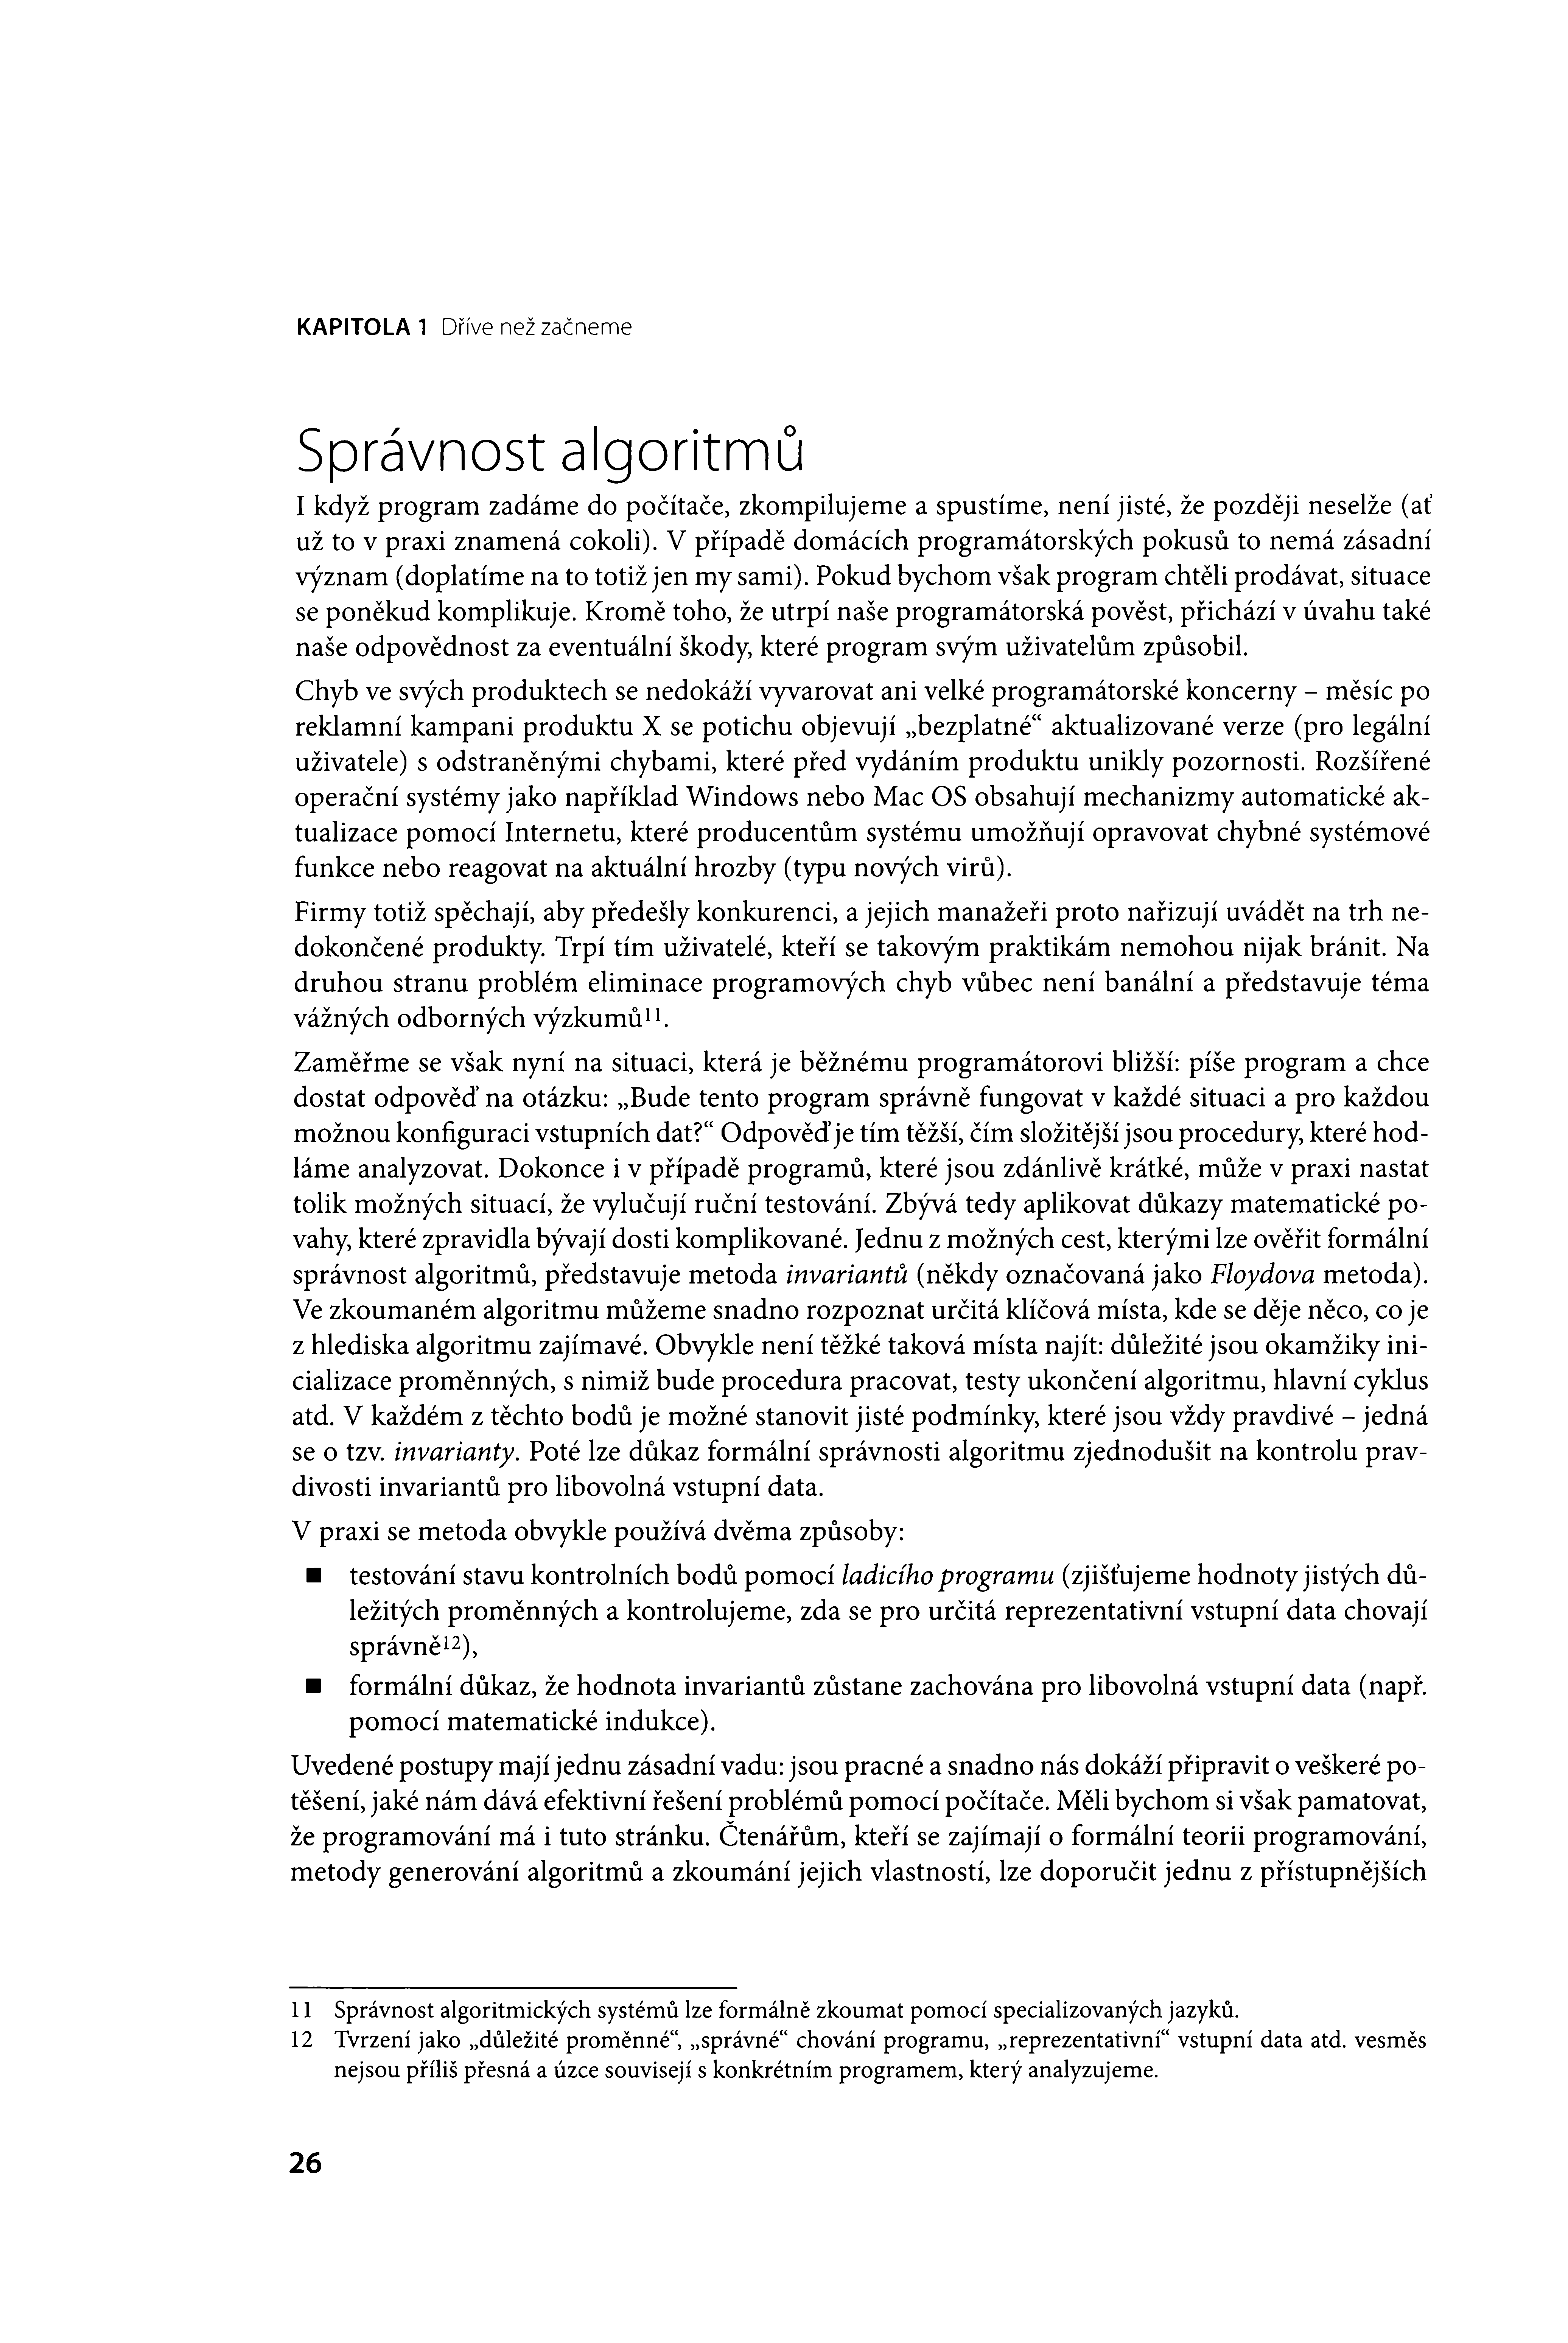 KAPITOLA 1 Dříve než začneme
Správnost algoritmů
I když program zadáme do počítače, zkompilujeme a spustíme, není jisté, že později neselže (ať
už to v praxi znamená cokoli). V případě domácích programátorských pokusů to nemá zásadní
význam (doplatíme na to totiž jen my sami). Pokud bychom však program chtěli prodávat, situace
se poněkud komplikuje. Kromě toho, že utrpí naše programátorská pověst, přichází v úvahu také
naše odpovědnost za eventuální škody, které program svým uživatelům způsobil.
Chyb ve svých produktech se nedokáží vyvarovat ani velké programátorské koncerny – měsíc po
reklamní kampani produktu X se potichu objevují „bezplatné“ aktualizované verze (pro legální
uživatele) s odstraněnými chybami, které před vydáním produktu unikly pozornosti. Rozšířené
operační systémy jako například Windows nebo Mac OS obsahují mechanizmy automatické ak-
tualizace pomocí Internetu, které producentům systému umožňují opravovat chybné systémové
funkce nebo reagovat na aktuální hrozby (typu nových virů).
Firmy totiž spěchají, aby předešly konkurenci, a jejich manažeři proto nařizují uvádět na trh ne-
dokončené produkty. Trpí tím uživatelé, kteří se takovým praktikám nemohou nijak bránit. Na
druhou stranu problém eliminace programových chyb vůbec není banální a představuje téma
vážných odborných výzkumů¹¹.
Zaměřme se však nyní na situaci, která je běžnému programátorovi bližší: píše program a chce
dostat odpověď na otázku: „Bude tento program správně fungovat v každé situaci a pro každou
možnou konfiguraci vstupních dat?“ Odpověď je tím těžší, čím složitější jsou procedury, které hod-
láme analyzovat. Dokonce i v případě programů, které jsou zdánlivě krátké, může v praxi nastat
tolik možných situací, že vylučují ruční testování. Zbývá tedy aplikovat důkazy matematické po-
vahy, které zpravidla bývají dosti komplikované. Jednu z možných cest, kterými lze ověřit formální
správnost algoritmů, představuje metoda invariantů (někdy označovaná jako Floydova metoda).
Ve zkoumaném algoritmu můžeme snadno rozpoznat určitá klíčová místa, kde se děje něco, co je
z hlediska algoritmu zajímavé. Obvykle není těžké taková místa najít: důležité jsou okamžiky ini-
cializace proměnných, s nimiž bude procedura pracovat, testy ukončení algoritmu, hlavní cyklus
atd. V každém z těchto bodů je možné stanovit jisté podmínky, které jsou vždy pravdivé – jedná
se o tzv. invarianty. Poté lze důkaz formální správnosti algoritmu zjednodušit na kontrolu prav-
divosti invariantů pro libovolná vstupní data.
V praxi se metoda obvykle používá dvěma způsoby:
■ testování stavu kontrolních bodů pomocí ladicího programu (zjišťujeme hodnoty jistých dů-
ležitých proměnných a kontrolujeme, zda se pro určitá reprezentativní vstupní data chovají
správně¹²),
■ formální důkaz, že hodnota invariantů zůstane zachována pro libovolná vstupní data (např.
pomocí matematické indukce).
Uvedené postupy mají jednu zásadní vadu: jsou pracné a snadno nás dokáží připravit o veškeré po-
těšení, jaké nám dává efektivní řešení problémů pomocí počítače. Měli bychom si však pamatovat,
že programování má i tuto stránku. Čtenářům, kteří se zajímají o formální teorii programování,
metody generování algoritmů a zkoumání jejich vlastností, lze doporučit jednu z přístupnějších
11 Správnost algoritmických systémů lze formálně zkoumat pomocí specializovaných jazyků.
12 Tvrzení jako „důležité proměnné“, „správné“ chování programu, „reprezentativní“ vstupní data atd. vesměs
nejsou příliš přesná a úzce souvisejí s konkrétním programem, který analyzujeme.
26